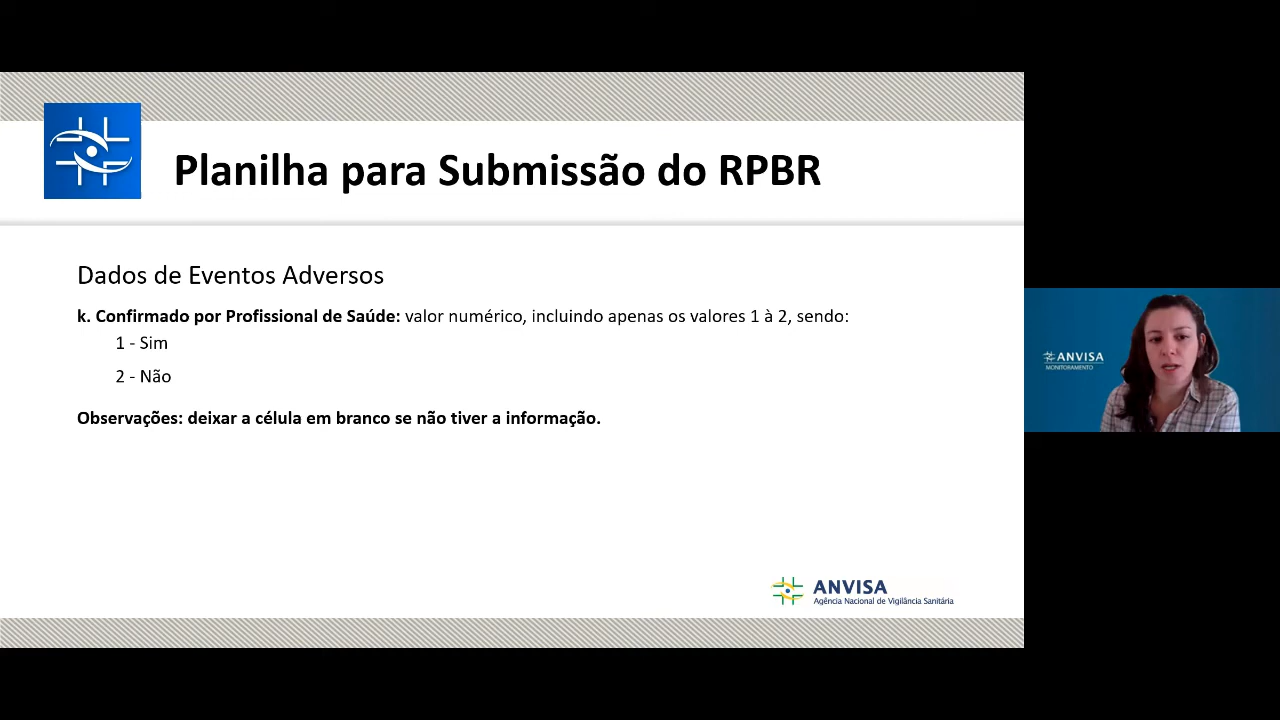 Planilha para Submissão do RPBR
Dados de Eventos Adversos
k. Confirmado por Profissional de Saúde: valor numérico, incluindo apenas os valores 1 à 2, sendo:
1 - Sim
2 - Não
Observações: deixar a célula em branco se não tiver a informação.
ANVISA
Agência Nacional de Vigilância Sanitária
ANVISA
MONITORAMENTO